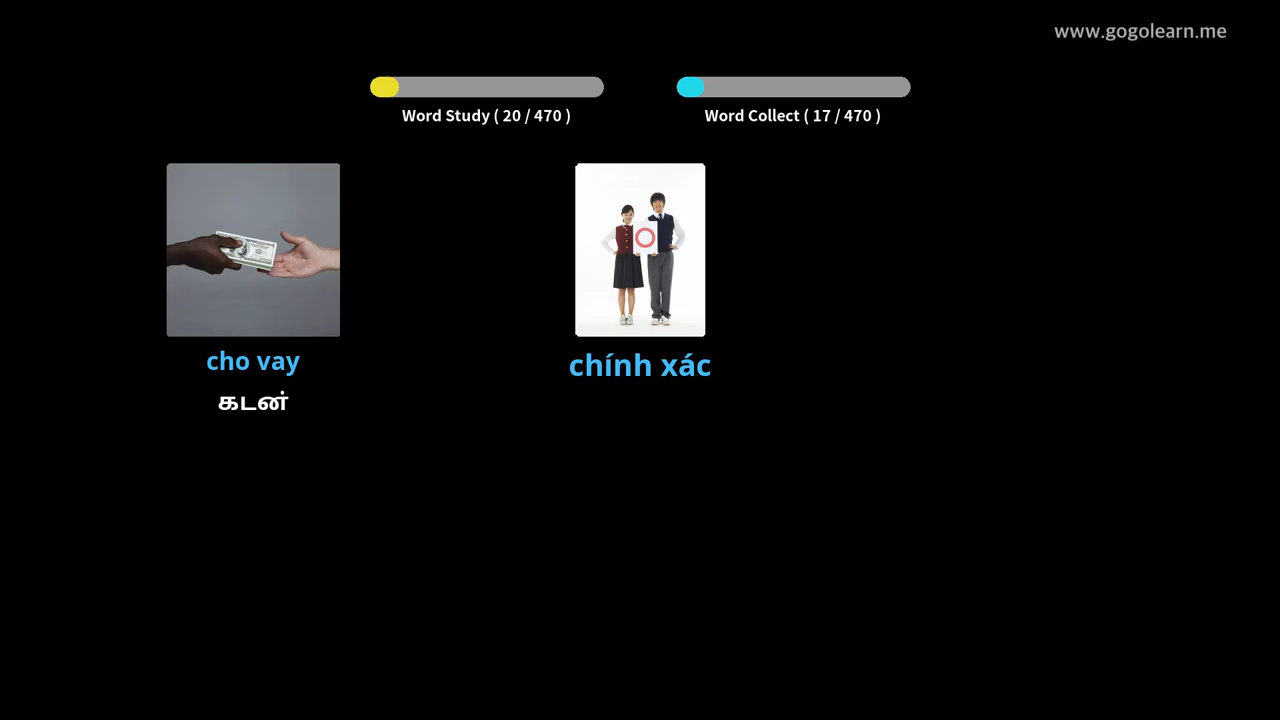 www.gogolearn.me
Word Study ( 20 / 470 )
Word Collect ( 17 / 470 )
cho vay
கடன்
chính xác